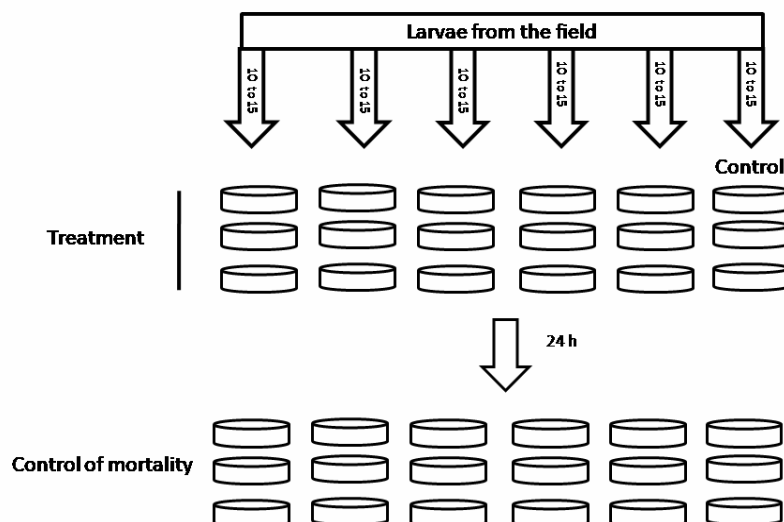 Larvae from the field
10 to 15
10 to 15
10 to 15
10 to 15
10 to 15
10 to 15
Control
Treatment
24 h
Control of mortality